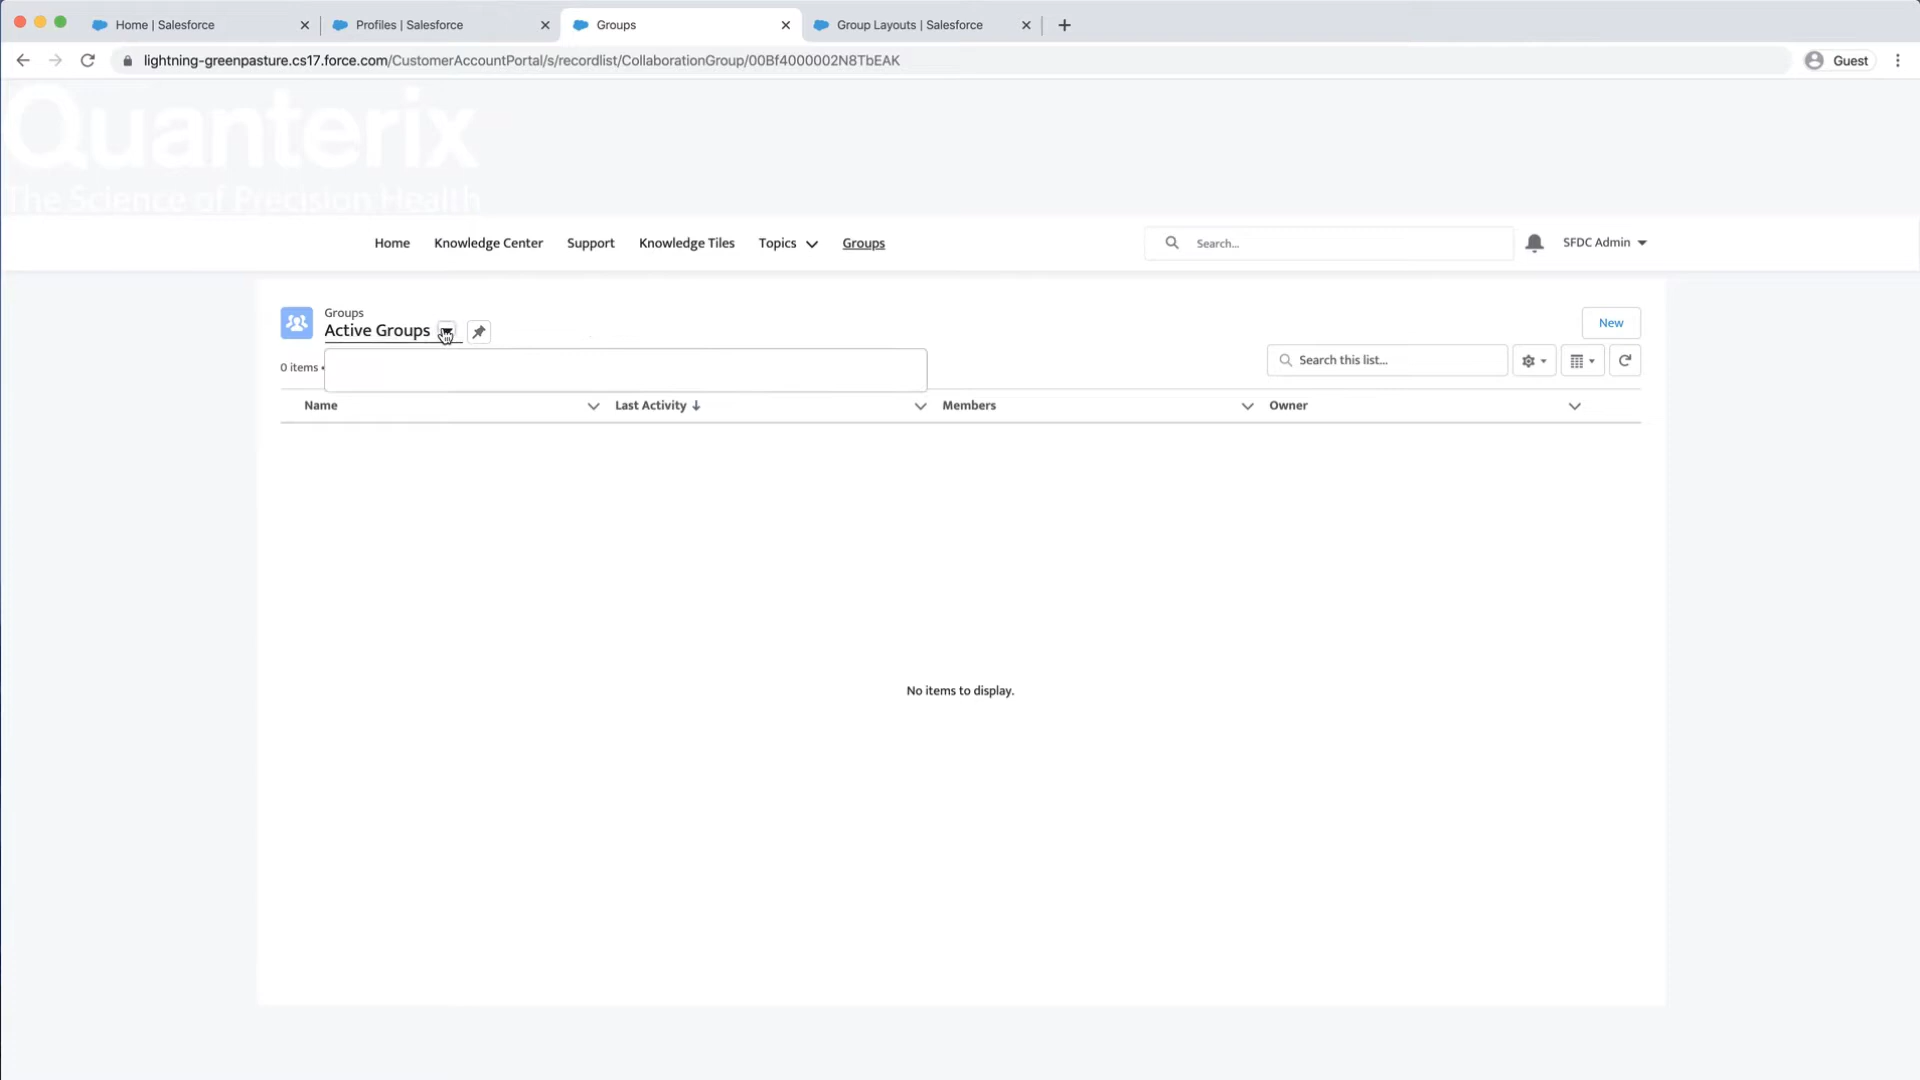 Home | Salesforce
Profiles | Salesforce
Groups
Group Layouts | Salesforce
lightning-greenpasture.cs17.force.com/CustomerAccountPortal/s/recordlist/CollaborationGroup/00Bf4000002N8TbEAK
Guest
Quanterix
The Science of Precision Health
Home
Knowledge Center
Support
Knowledge Tiles
Topics
Groups
Search...
SFDC Admin
Groups
Active Groups
New
0 items •
Search this list...
Name
Last Activity
Members
Owner
No items to display.